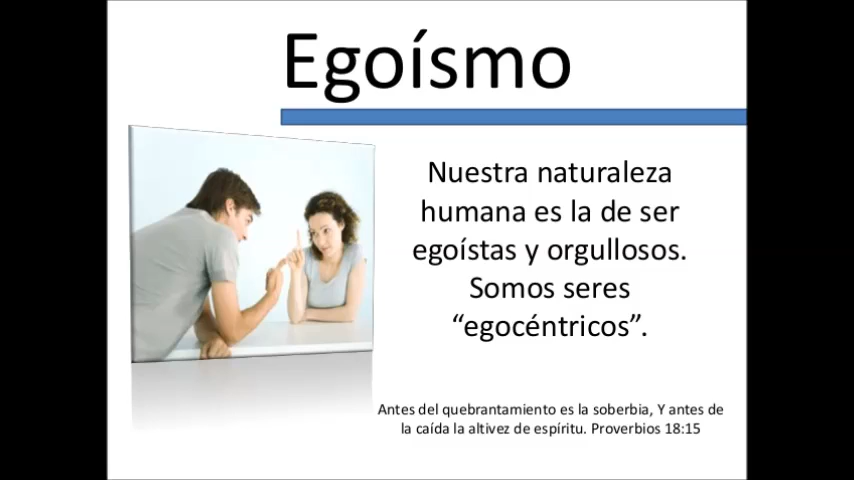 Egoísmo
Nuestra naturaleza
humana es la de ser
egoístas y orgullosos.
Somos seres
“egocéntricos”.
Antes del quebrantamiento es la soberbia, Y antes de
la caída la altivez de espíritu. Proverbios 18:15